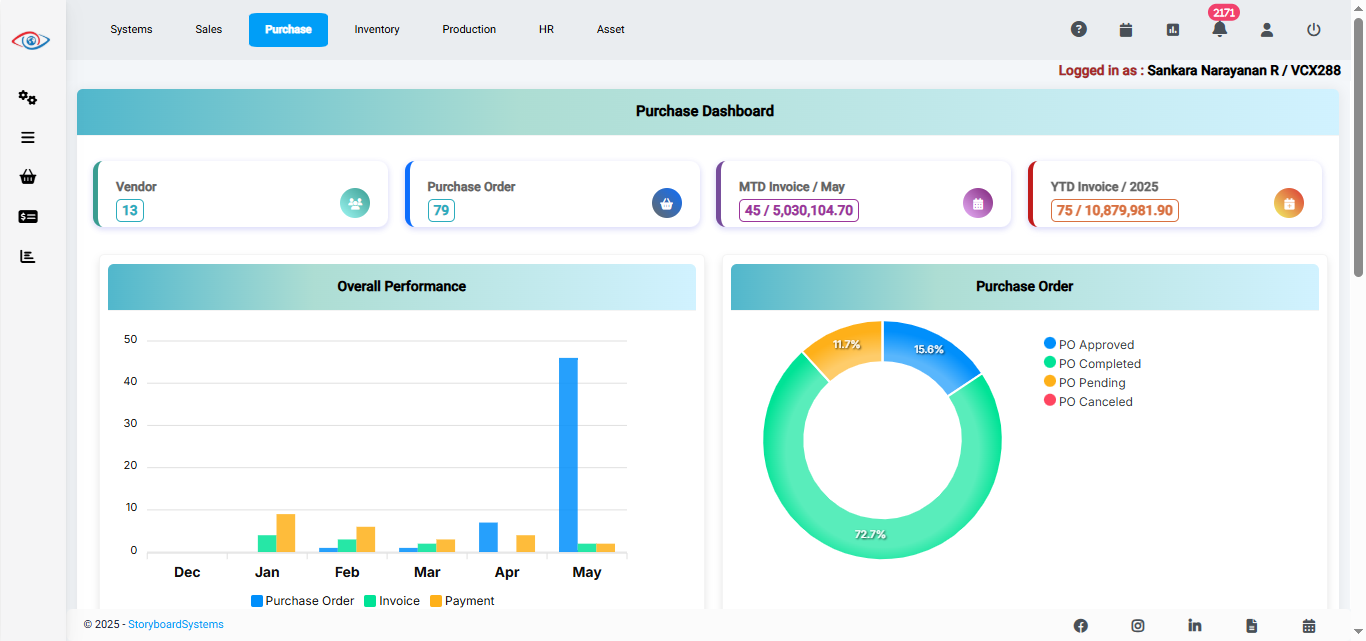 Systems Sales Purchase Inventory Production HR Asset 2171
Logged in as : Sankara Narayanan R / VCX288
Purchase Dashboard
Vendor
13
Purchase Order
79
MTD Invoice / May
45 / 5,030,104.70
YTD Invoice / 2025
75 / 10,879,981.90
Overall Performance
50
40
30
20
10
0
Dec Jan Feb Mar Apr May
Purchase Order Invoice Payment
Purchase Order
11.7%
15.6%
72.7%
PO Approved
PO Completed
PO Pending
PO Canceled
© 2025 - StoryboardSystems